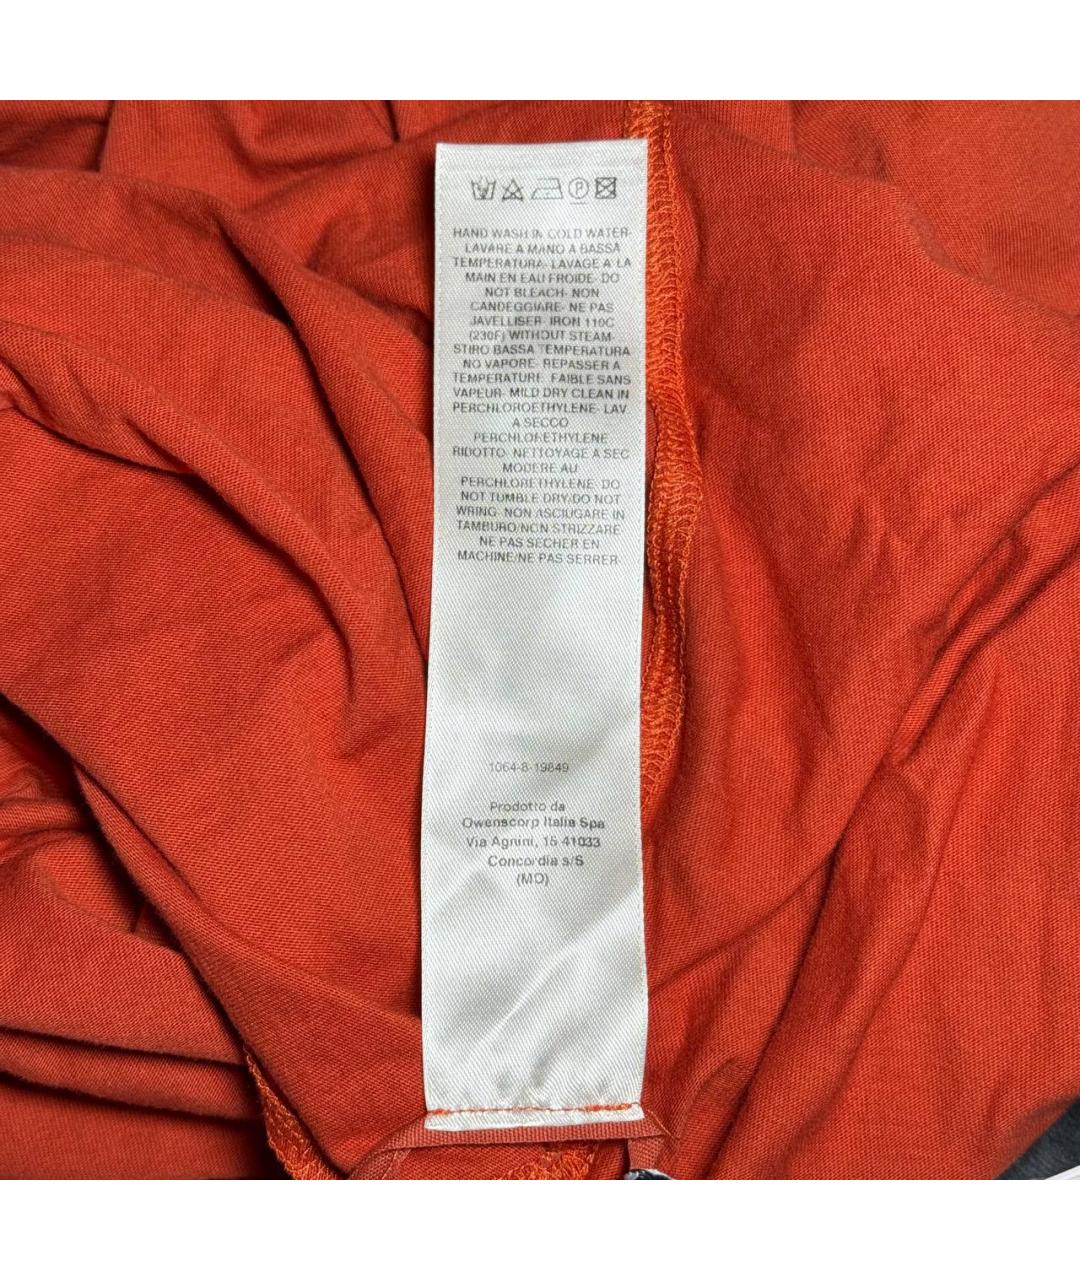 P
HAND WASH IN COLD WATER-
LAVARE A MANO A BASSA
TEMPERATURA- LAVAGE A LA
MAIN EN EAU FROIDE- DO
NOT BLEACH- NON
CANDEGGIARE- NE PAS
JAVELLISER- IRON 110C
(230F) WITHOUT STEAM-
STIRO BASSA TEMPERATURA
NO VAPORE- REPASSER A
TEMPERATURE FAIBLE SANS
VAPEUR- MILD DRY CLEAN IN
PERCHLOROETHYLENE- LAV.
A SECCO
PERCHLORETHYLENE
RIDOTTO- NETTOYAGE A SEC
MODERE AU
PERCHLORETHYLENE- DO
NOT TUMBLE DRY/DO NOT
WRING- NON ASCIUGARE IN
TAMBURO/NON STRIZZARE
NE PAS SECHER EN
MACHINE/NE PAS SERRER-
1064-8-19849
Prodotto da
Owenscorp Italia Spa
Via Agnini, 15 41033
Concordia s/S
(MO)